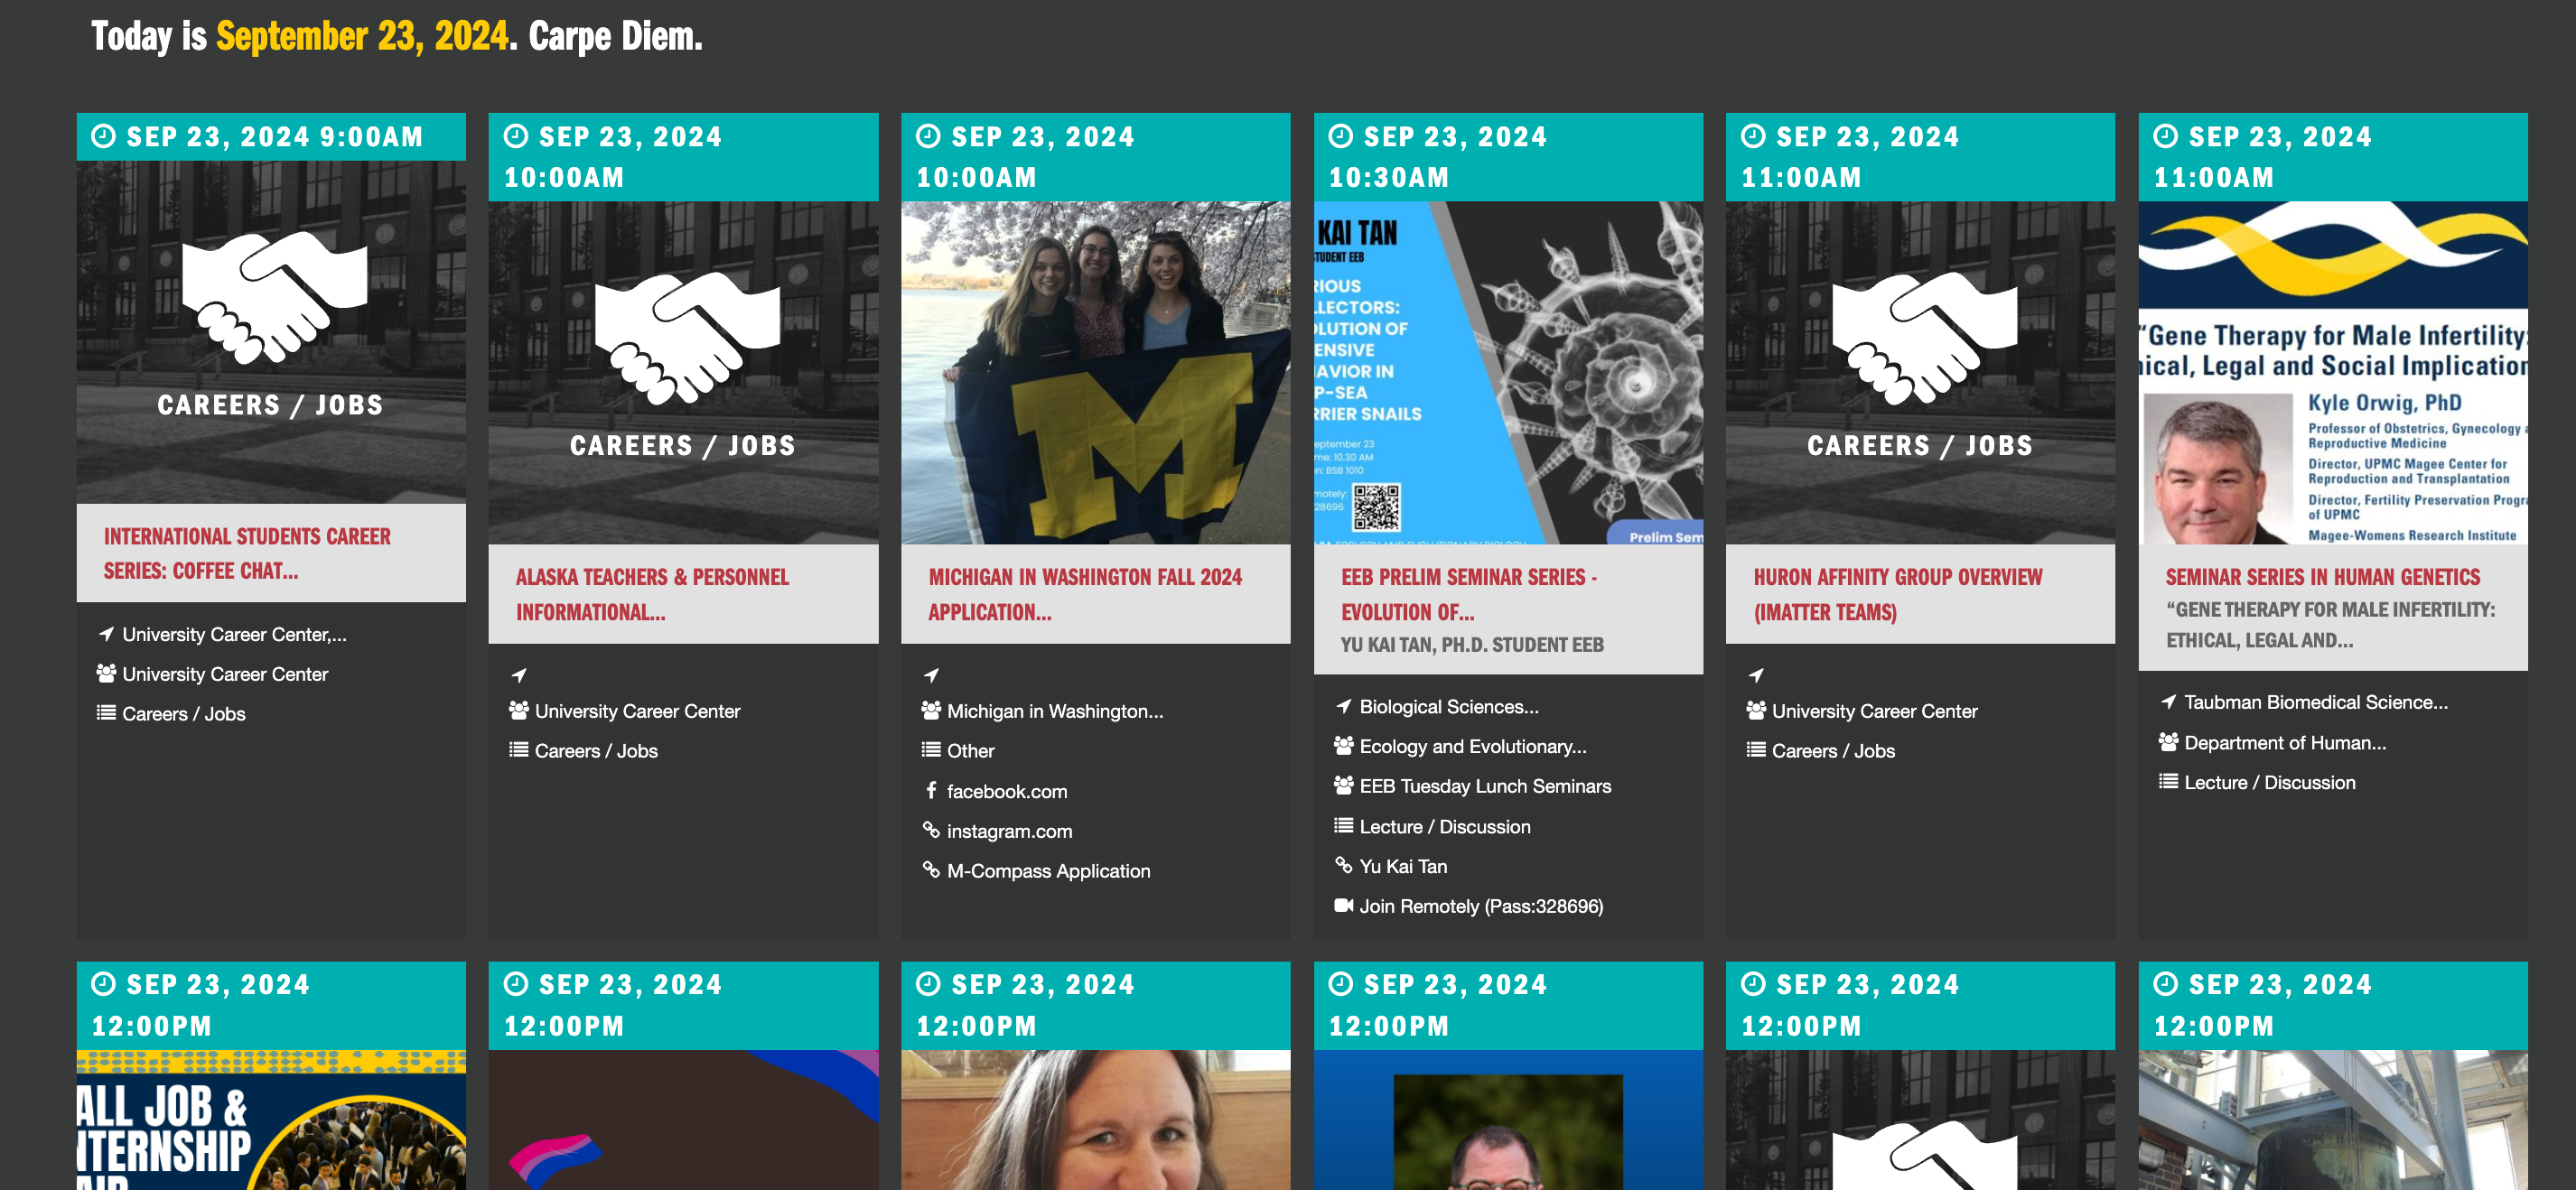 Today is September 23, 2024. Carpe Diem.
SEP 23, 2024 9:00AM
CAREERS / JOBS
INTERNATIONAL STUDENTS CAREER
SERIES: COFFEE CHAT...
University Career Center,...
University Career Center
Careers / Jobs
SEP 23, 2024
10:00AM
CAREERS / JOBS
ALASKA TEACHERS & PERSONNEL
INFORMATIONAL...
University Career Center
Careers / Jobs
SEP 23, 2024
10:00AM
M
MICHIGAN IN WASHINGTON FALL 2024
APPLICATION...
Michigan in Washington...
Other
facebook.com
instagram.com
M-Compass Application
SEP 23, 2024
10:30AM
KAI TAN
STUDENT EEB
RIOUS
LLECTORS:
OLUTION OF
ENSIVE
HAVIOR IN
P-SEA
RRIER SNAILS
eptember 23
me: 10.30 AM
n: BSB 1010
motely:
28696
Prelim Sem
EEB PRELIM SEMINAR SERIES -
EVOLUTION OF...
YU KAI TAN, PH.D. STUDENT EEB
Biological Sciences...
Ecology and Evolutionary...
EEB Tuesday Lunch Seminars
Lecture / Discussion
Yu Kai Tan
Join Remotely (Pass:328696)
SEP 23, 2024
11:00AM
CAREERS / JOBS
HURON AFFINITY GROUP OVERVIEW
(IMATTER TEAMS)
University Career Center
Careers / Jobs
SEP 23, 2024
11:00AM
"Gene Therapy for Male Infertility:
ical, Legal and Social Implication
Kyle Orwig, PhD
Professor of Obstetrics, Gynecology
Reproductive Medicine
Director, UPMC Magee Center for
Reproduction and Transplantation
Director, Fertility Preservation Progra
of UPMC
Magee-Womens Research Institute
SEMINAR SERIES IN HUMAN GENETICS
“GENE THERAPY FOR MALE INFERTILITY:
ETHICAL, LEGAL AND...
Taubman Biomedical Science...
Department of Human...
Lecture / Discussion
SEP 23, 2024
12:00PM
ALL JOB &
NTERNSHIP
AIR
SEP 23, 2024
12:00PM
SEP 23, 2024
12:00PM
SEP 23, 2024
12:00PM
SEP 23, 2024
12:00PM
SEP 23, 2024
12:00PM